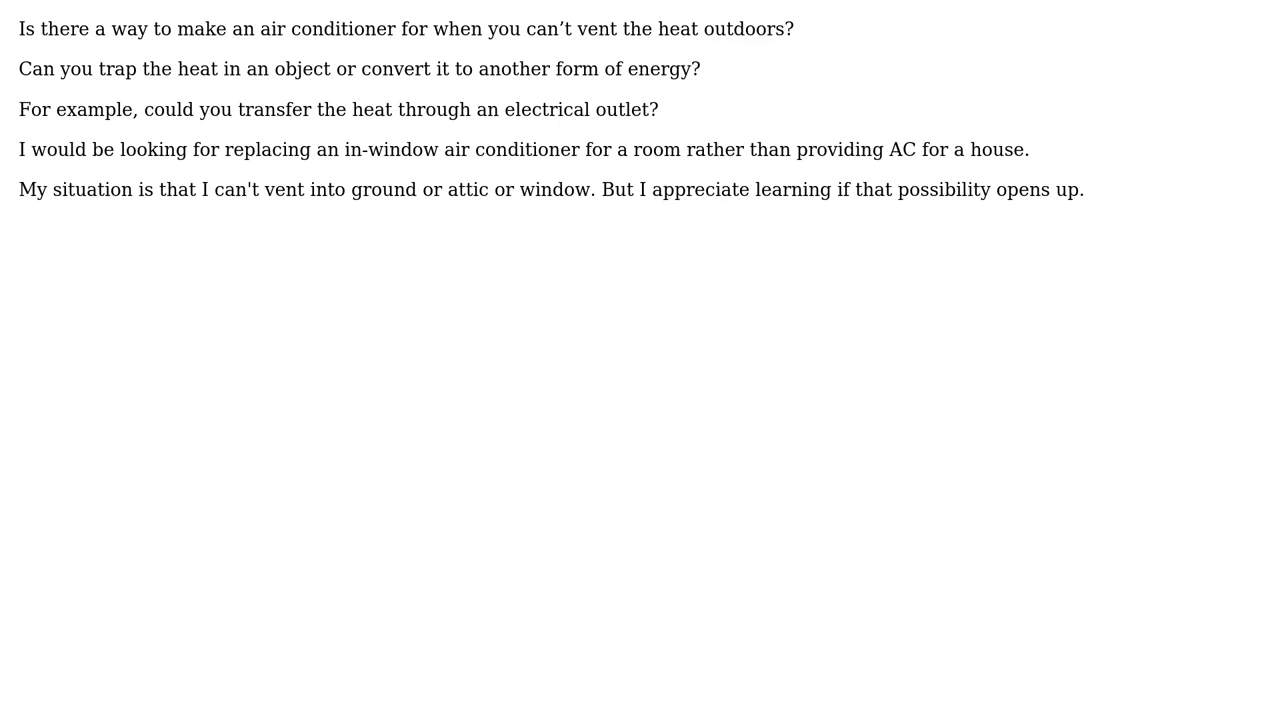 Is there a way to make an air conditioner for when you can’t vent the heat outdoors?
Can you trap the heat in an object or convert it to another form of energy?
For example, could you transfer the heat through an electrical outlet?
I would be looking for replacing an in-window air conditioner for a room rather than providing AC for a house.
My situation is that I can't vent into ground or attic or window. But I appreciate learning if that possibility opens up.